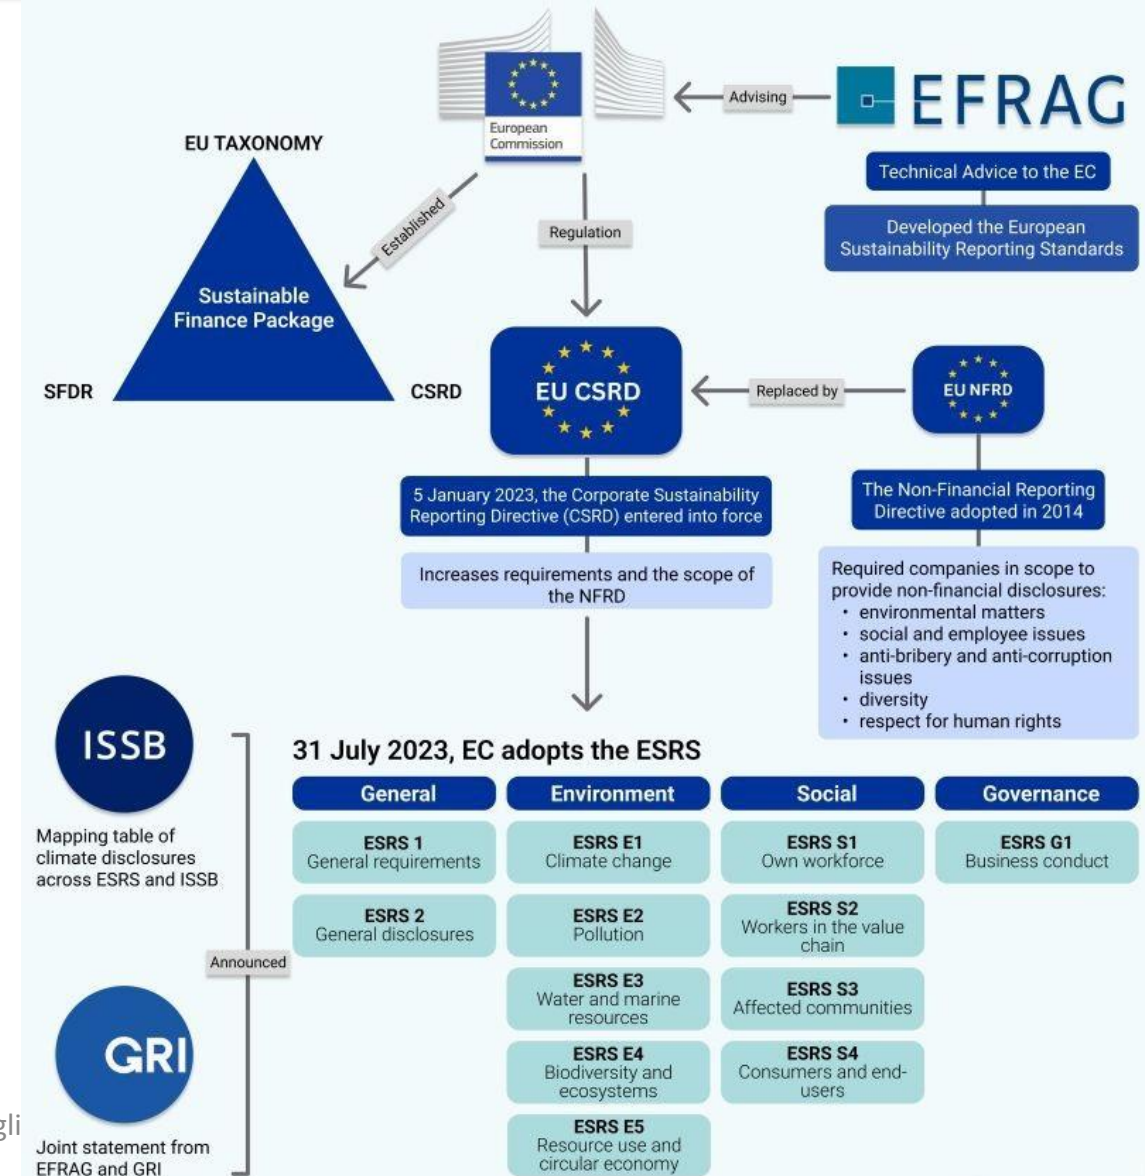 European
Commission
Advising
EFRAG
Technical Advice to the EC
Developed the European
Sustainability Reporting Standards
EU TAXONOMY
Established
Regulation
Sustainable
Finance Package
SFDR
CSRD
EU CSRD
Replaced by
EU NFRD
5 January 2023, the Corporate Sustainability
Reporting Directive (CSRD) entered into force
Increases requirements and the scope of
the NFRD
The Non-Financial Reporting
Directive adopted in 2014
Required companies in scope to
provide non-financial disclosures:
• environmental matters
• social and employee issues
• anti-bribery and anti-corruption
issues
• diversity
• respect for human rights
ISSB
Mapping table of
climate disclosures
across ESRS and ISSB
Announced
GRI
Joint statement from
EFRAG and GRI
31 July 2023, EC adopts the ESRS
General
ESRS 1
General requirements
ESRS 2
General disclosures
Environment
ESRS E1
Climate change
ESRS E2
Pollution
ESRS E3
Water and marine
resources
ESRS E4
Biodiversity and
ecosystems
ESRS E5
Resource use and
circular economy
Social
ESRS S1
Own workforce
ESRS S2
Workers in the value
chain
ESRS S3
Affected communities
ESRS S4
Consumers and end-
users
Governance
ESRS G1
Business conduct